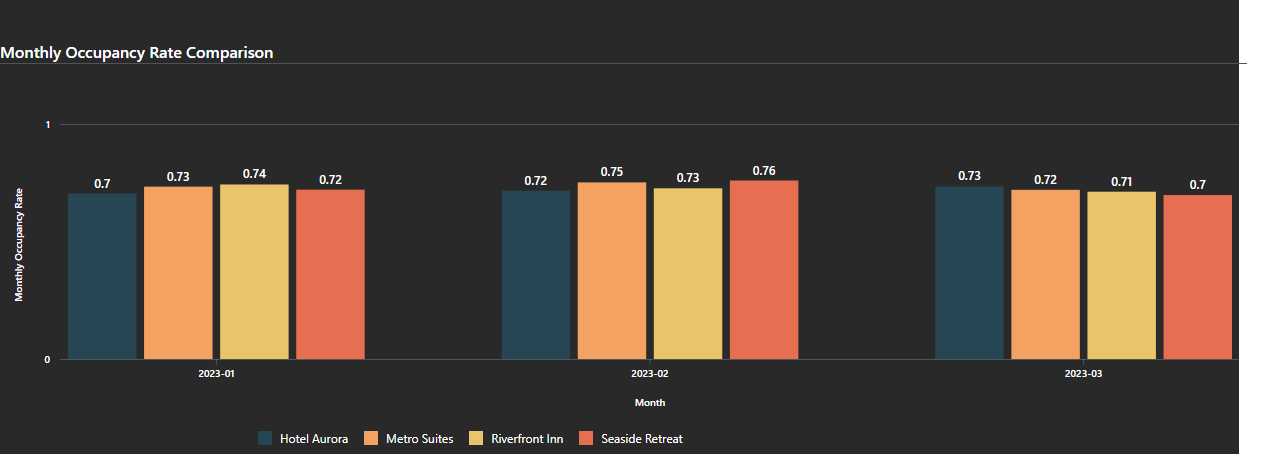 Monthly Occupancy Rate Comparison
1
0.7 0.73 0.74 0.72 0.72 0.75 0.73 0.76 0.73 0.72 0.71 0.7
Monthly Occupancy Rate
0
2023-01 2023-02 2023-03
Month
Hotel Aurora Metro Suites Riverfront Inn Seaside Retreat